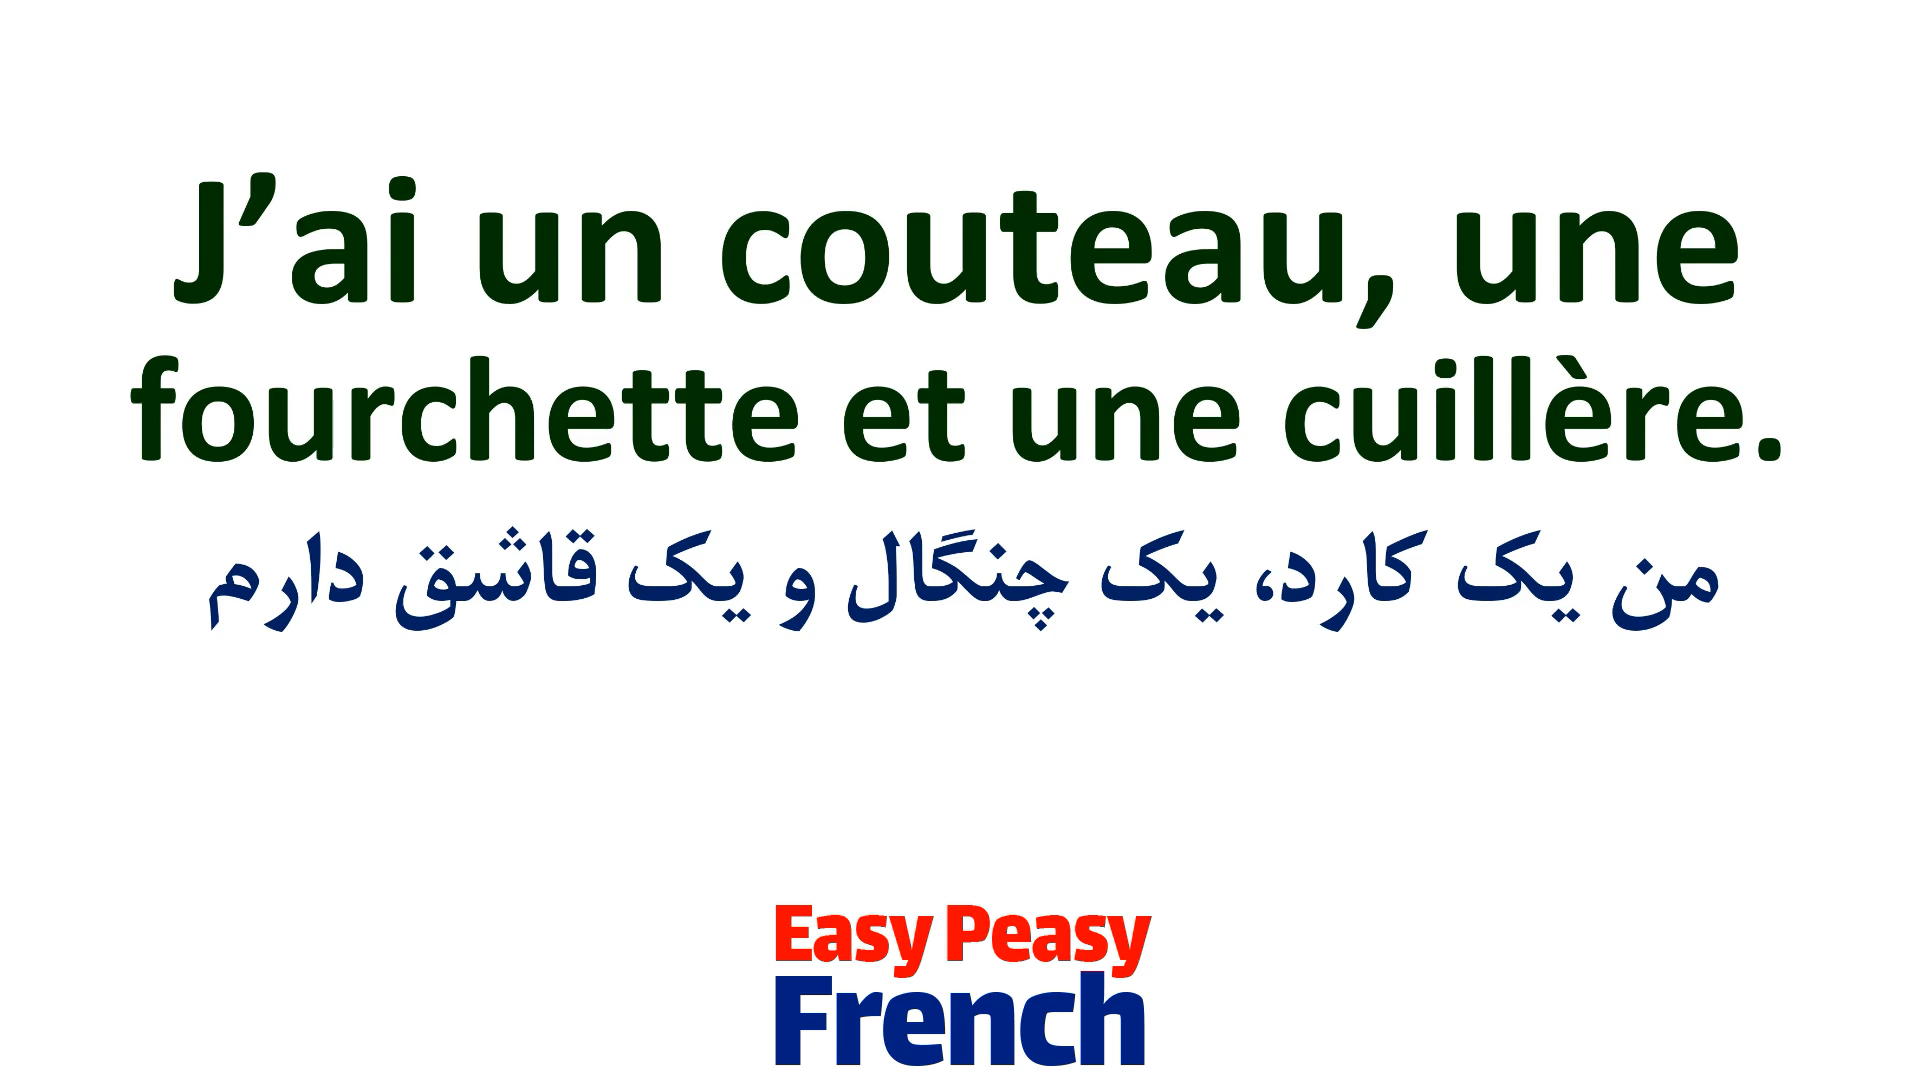 J’ai un couteau, une
fourchette et une cuillère.
من یک کارد، یک چنگال و یک قاشق دارم
Easy Peasy
French